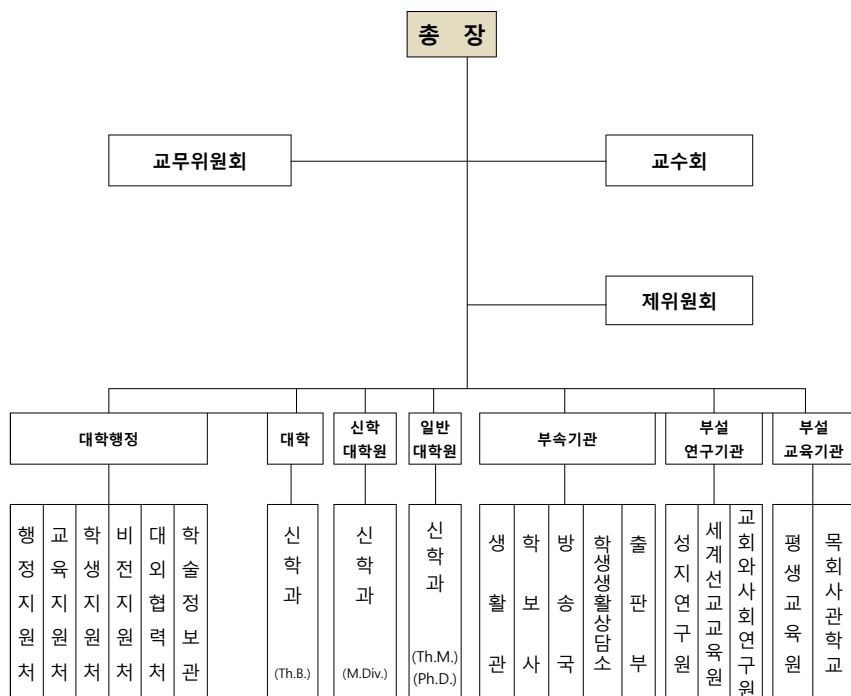 총 장
교무위원회
교수회
제위원회
대학행정
대학
신학
대학원
일반
대학원
부속기관
부설
연구기관
부설
교육기관
행정지원처
교육지원처
학생지원처
비전지원처
대외협력처
학술정보관
신학과
(Th.B.)
신학과
(M.Div.)
신학과
(Th.M.)
(Ph.D.)
생활관
학보사
방송국
학생생활상담소
출판부
성지연구원
세계선교교육원
교회와사회연구원
평생교육원
목회사관학교